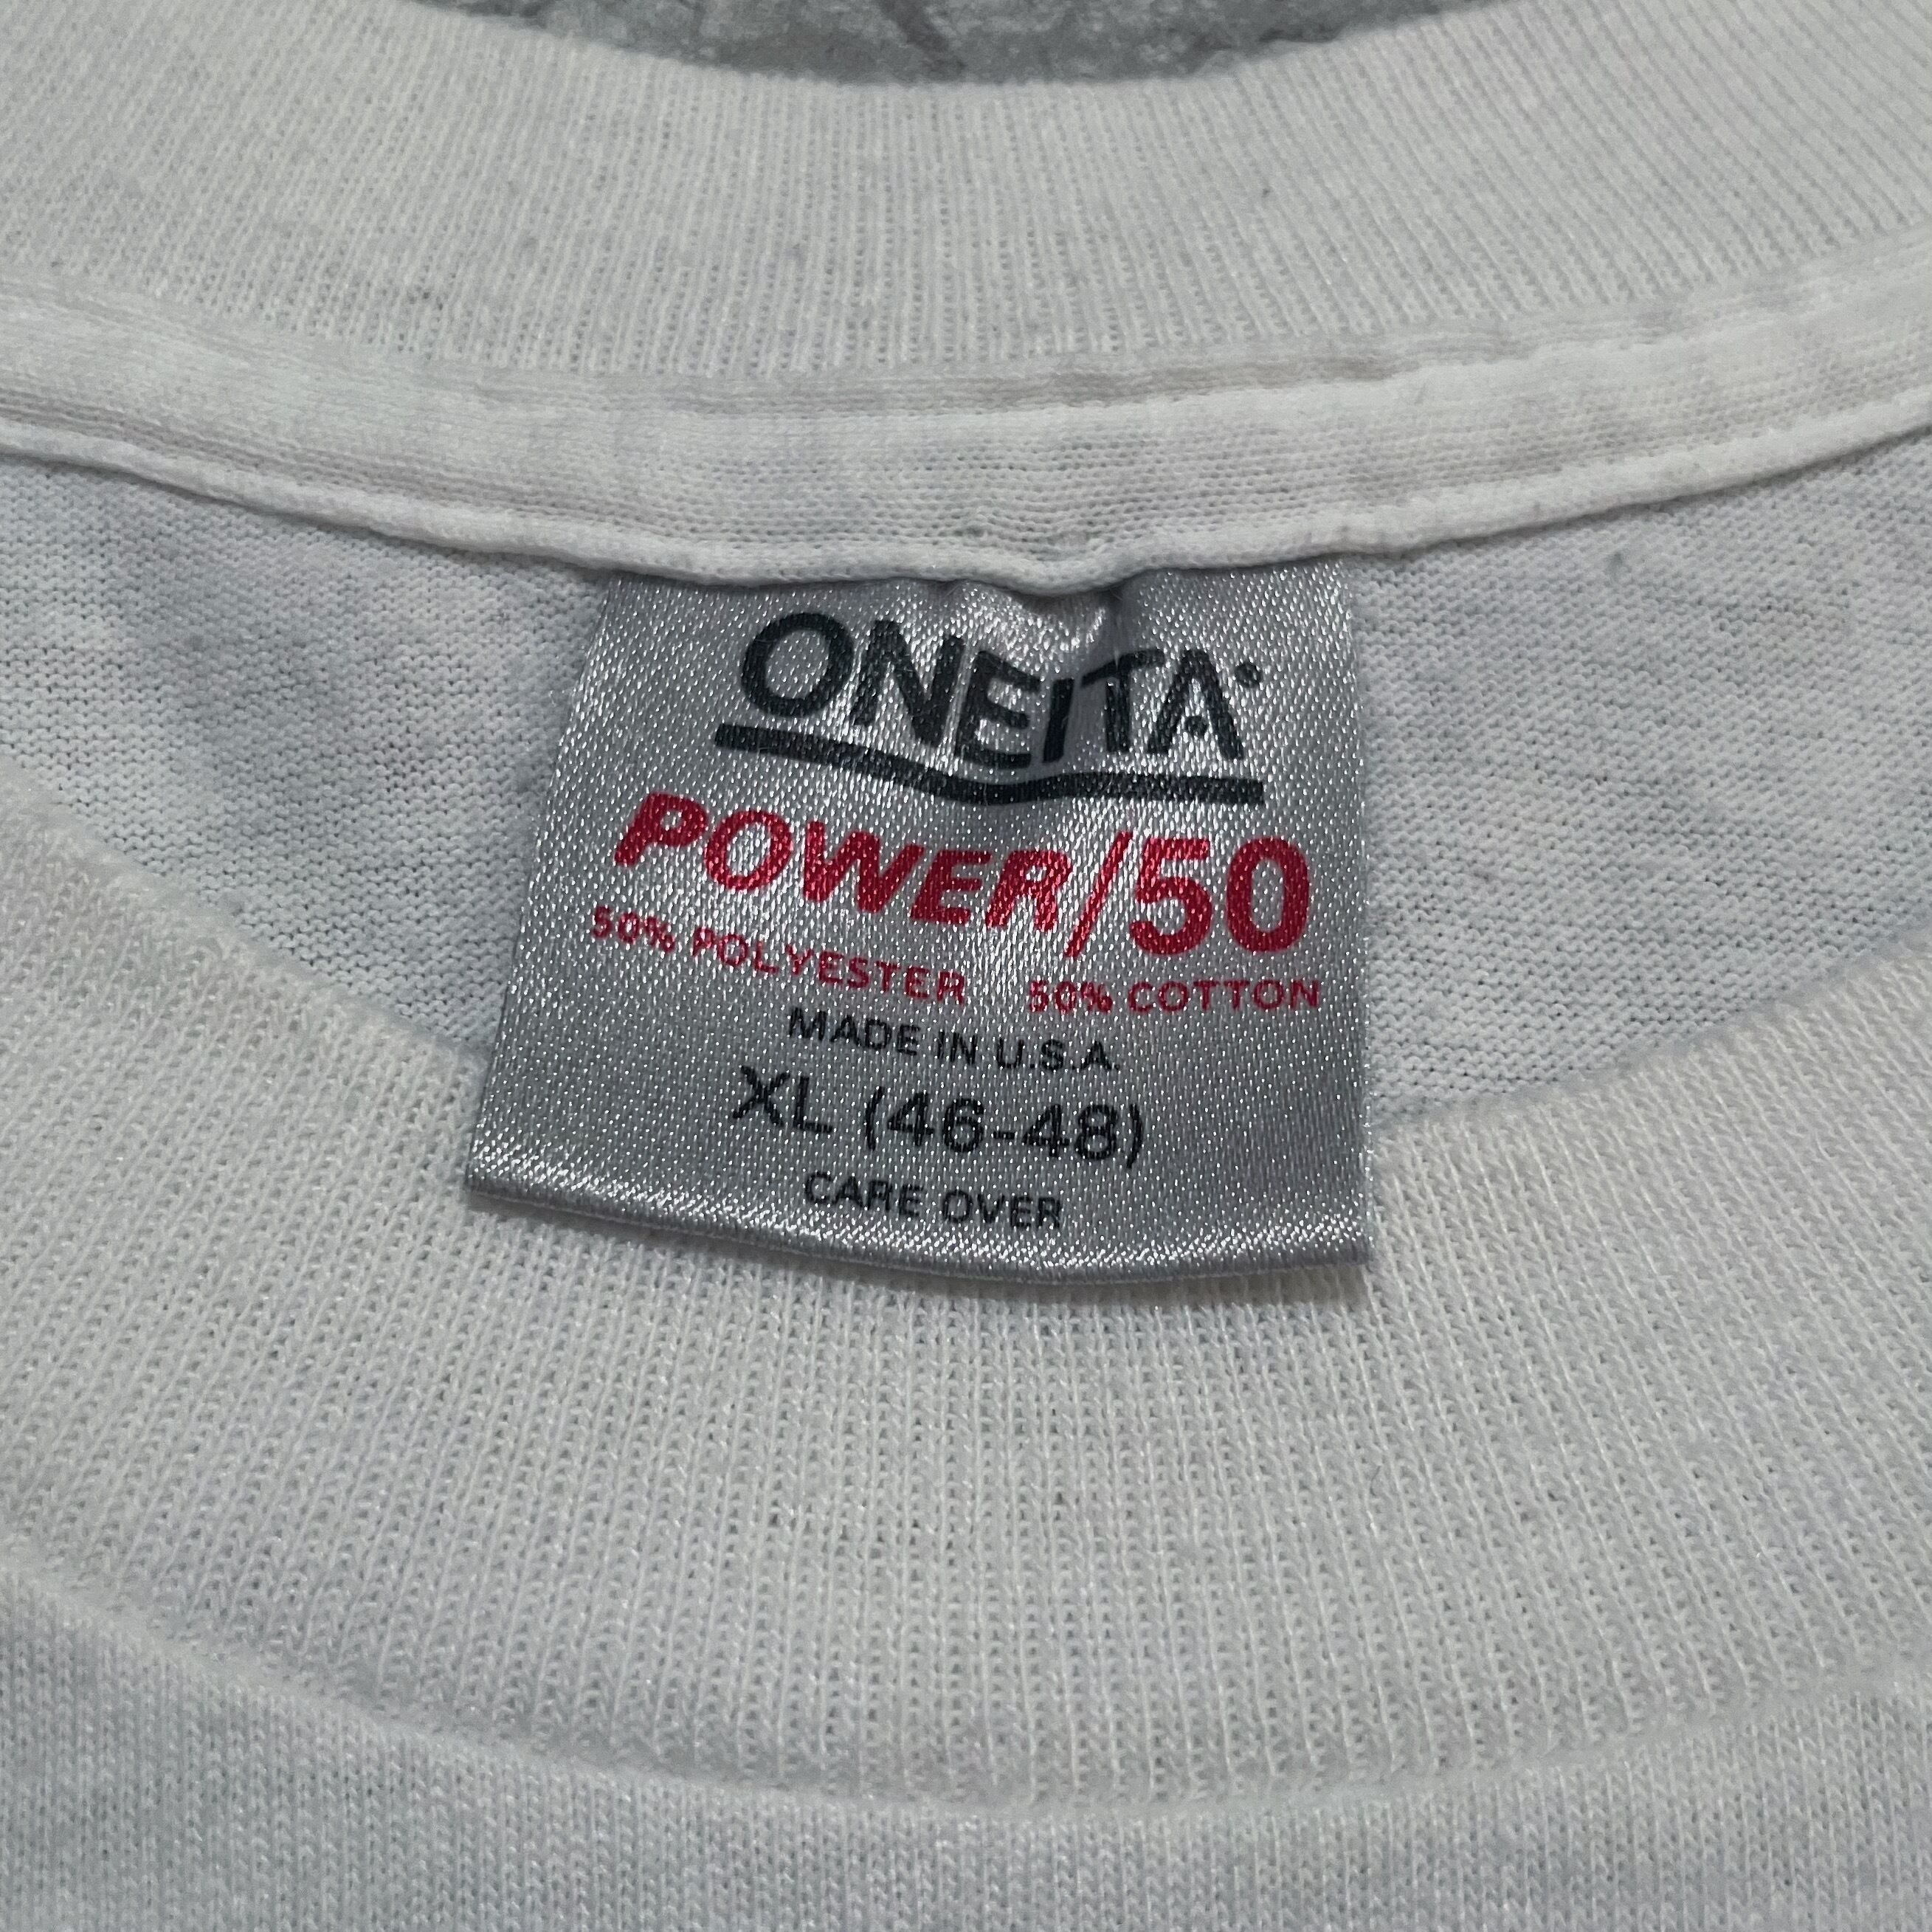 ONEITA
POWER/50
50% POLYESTER 50% COTTON
MADE IN U.S.A.
XL (46-48)
CARE OVER